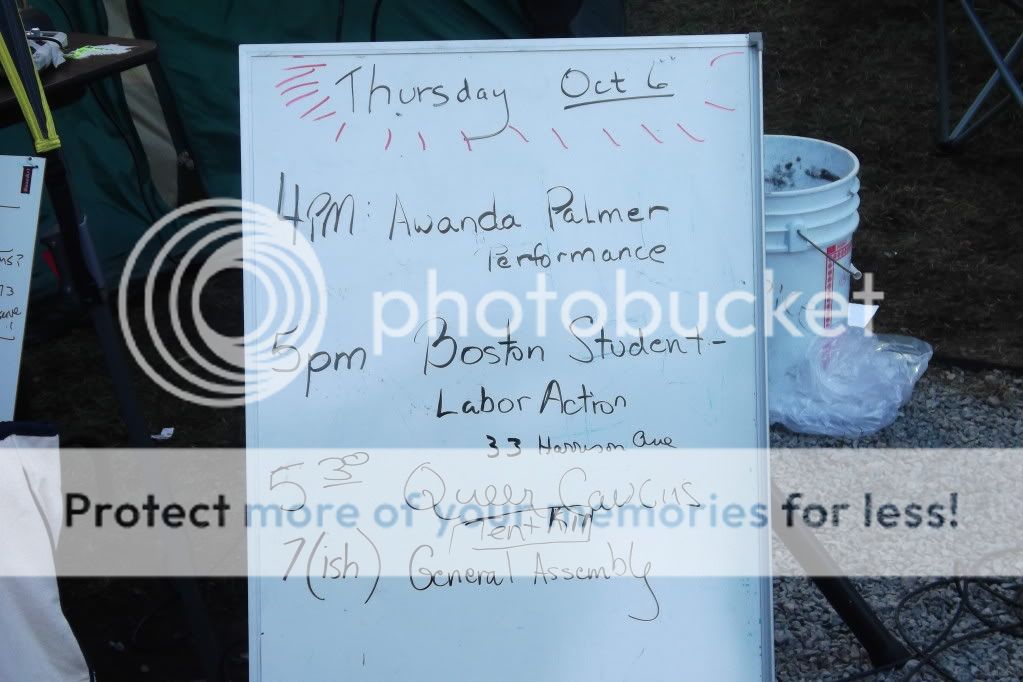 Thursday Oct 6
4PM: Awanda Palmer
Performance
5pm Boston Student-
Labor Action
33 Harrison Ave
5 30 Queer Caucus
Tent
7(ish) General Assembly
photobucket
Protect more of your memories for less!